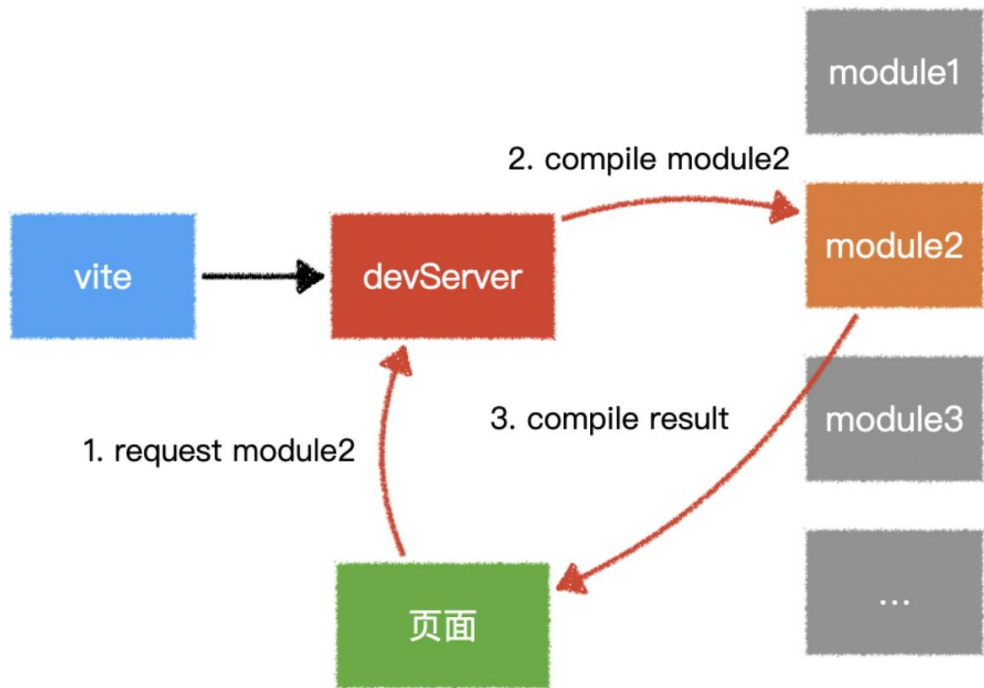 module1
2. compile module2
vite
devServer
module2
3. compile result
module3
1. request module2
页面
...